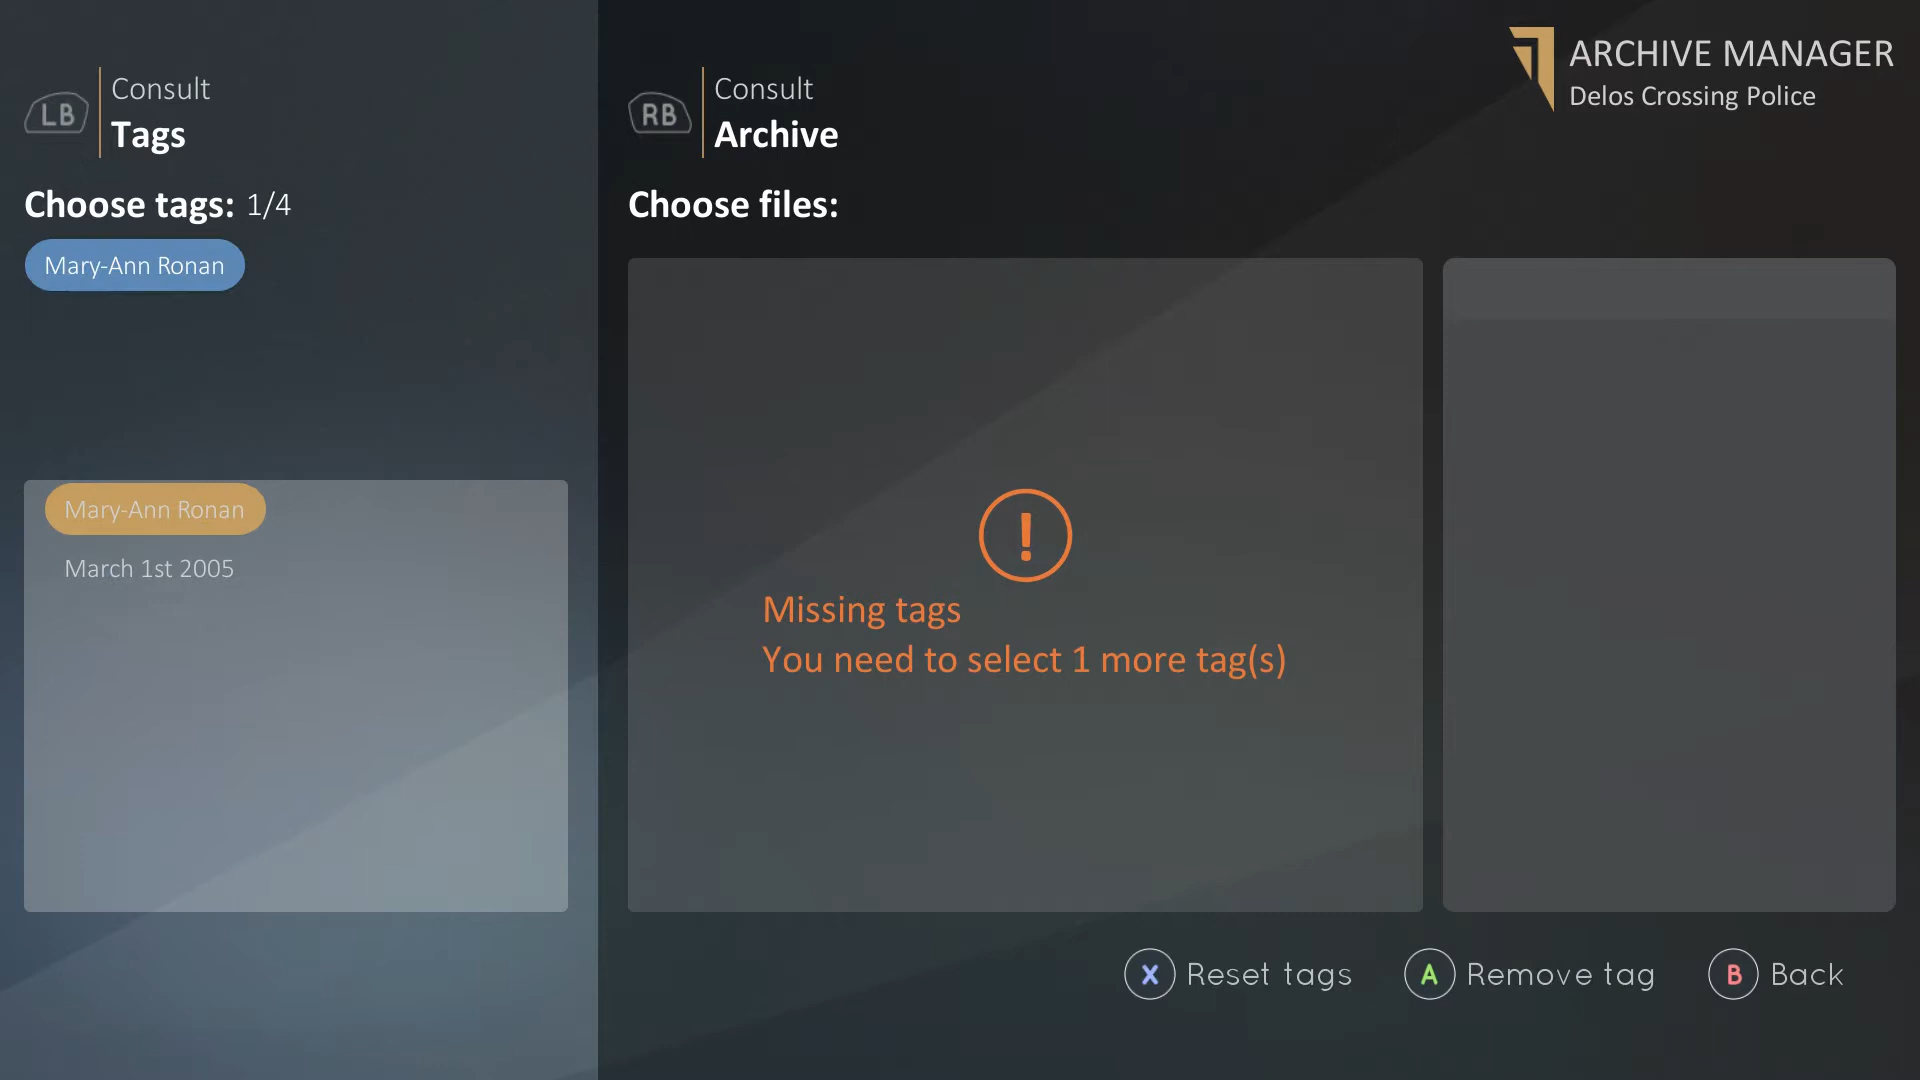 LB
Consult
Tags
Choose tags: 1/4
Mary-Ann Ronan
Mary-Ann Ronan
March 1st 2005
RB
Consult
Archive
ARCHIVE MANAGER
Delos Crossing Police
Choose files:
!
Missing tags
You need to select 1 more tag(s)
X Reset tags
A Remove tag
B Back